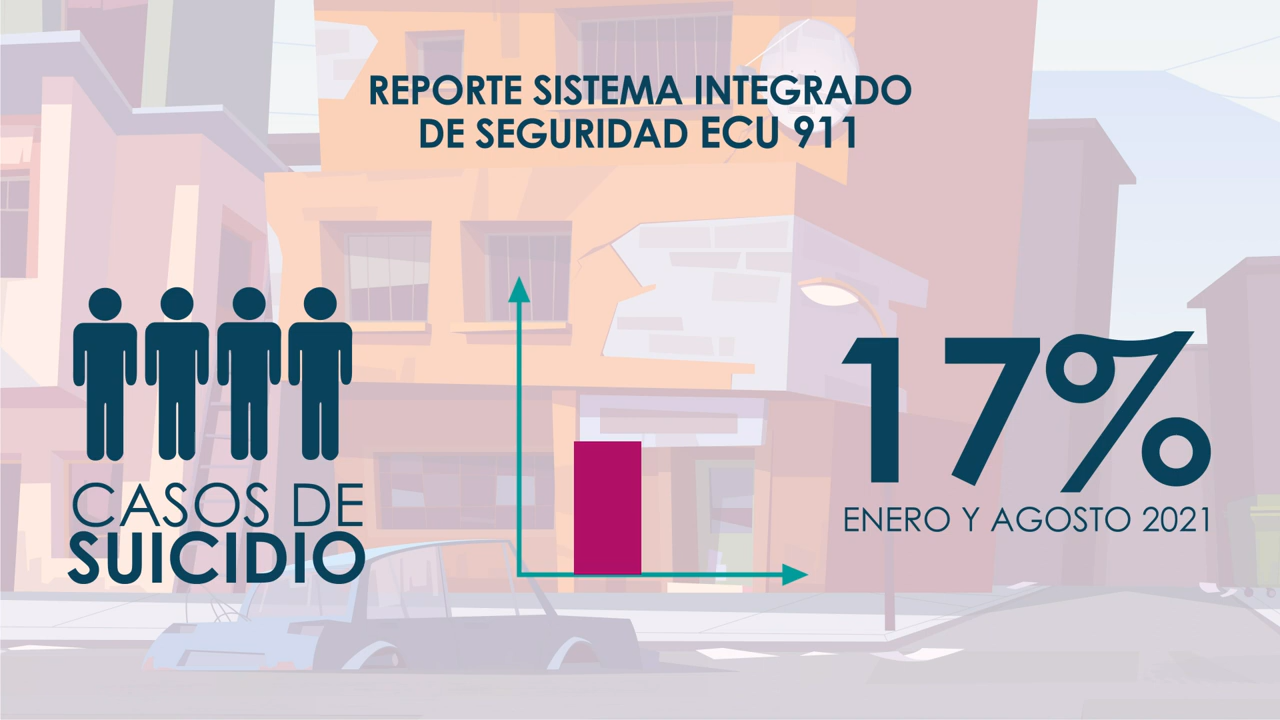 REPORTE SISTEMA INTEGRADO
DE SEGURIDAD ECU 911
CASOS DE
SUICIDIO
17%
ENERO Y AGOSTO 2021